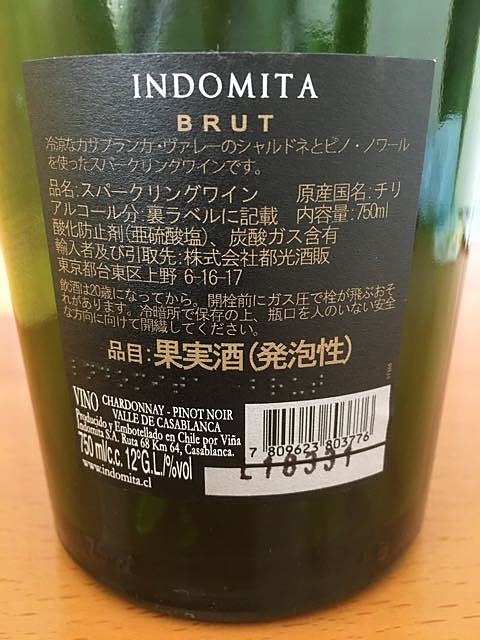 INDOMITA
BRUT
冷涼なカサブランカ・ヴァレーのシャルドネとピノ・ノワール
を使ったスパークリングワインです。
品名:スパークリングワイン 原産国名:チリ
アルコール分:裏ラベルに記載 内容量:750ml
酸化防止剤(亜硫酸塩)、炭酸ガス含有
輸入者及び引取先:株式会社都光酒販
東京都台東区上野 6-16-17
飲酒は20歳になってから。開栓前にガス圧で栓が飛ぶおそ
れがあります。冷暗所で保存の上、瓶口を人のいない安全
な方向に向けて開緘してください。
品目:果実酒(発泡性)
VINO CHARDONNAY - PINOT NOIR
VALLE DE CASABLANCA
Producido y Embotellado en Chile por Viña
Indomita S.A. Ruta 68 Km 64, Casablanca.
750 ml/c.c. 12°G.L./%vol
www.indomita.cl
7 809623 803776
L18331